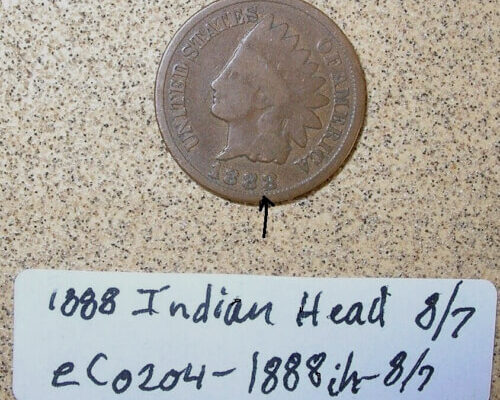 UNITED STATES OF AMERICA
1888
1888 Indian Head 8/7
eC0204-1888ih-8/7